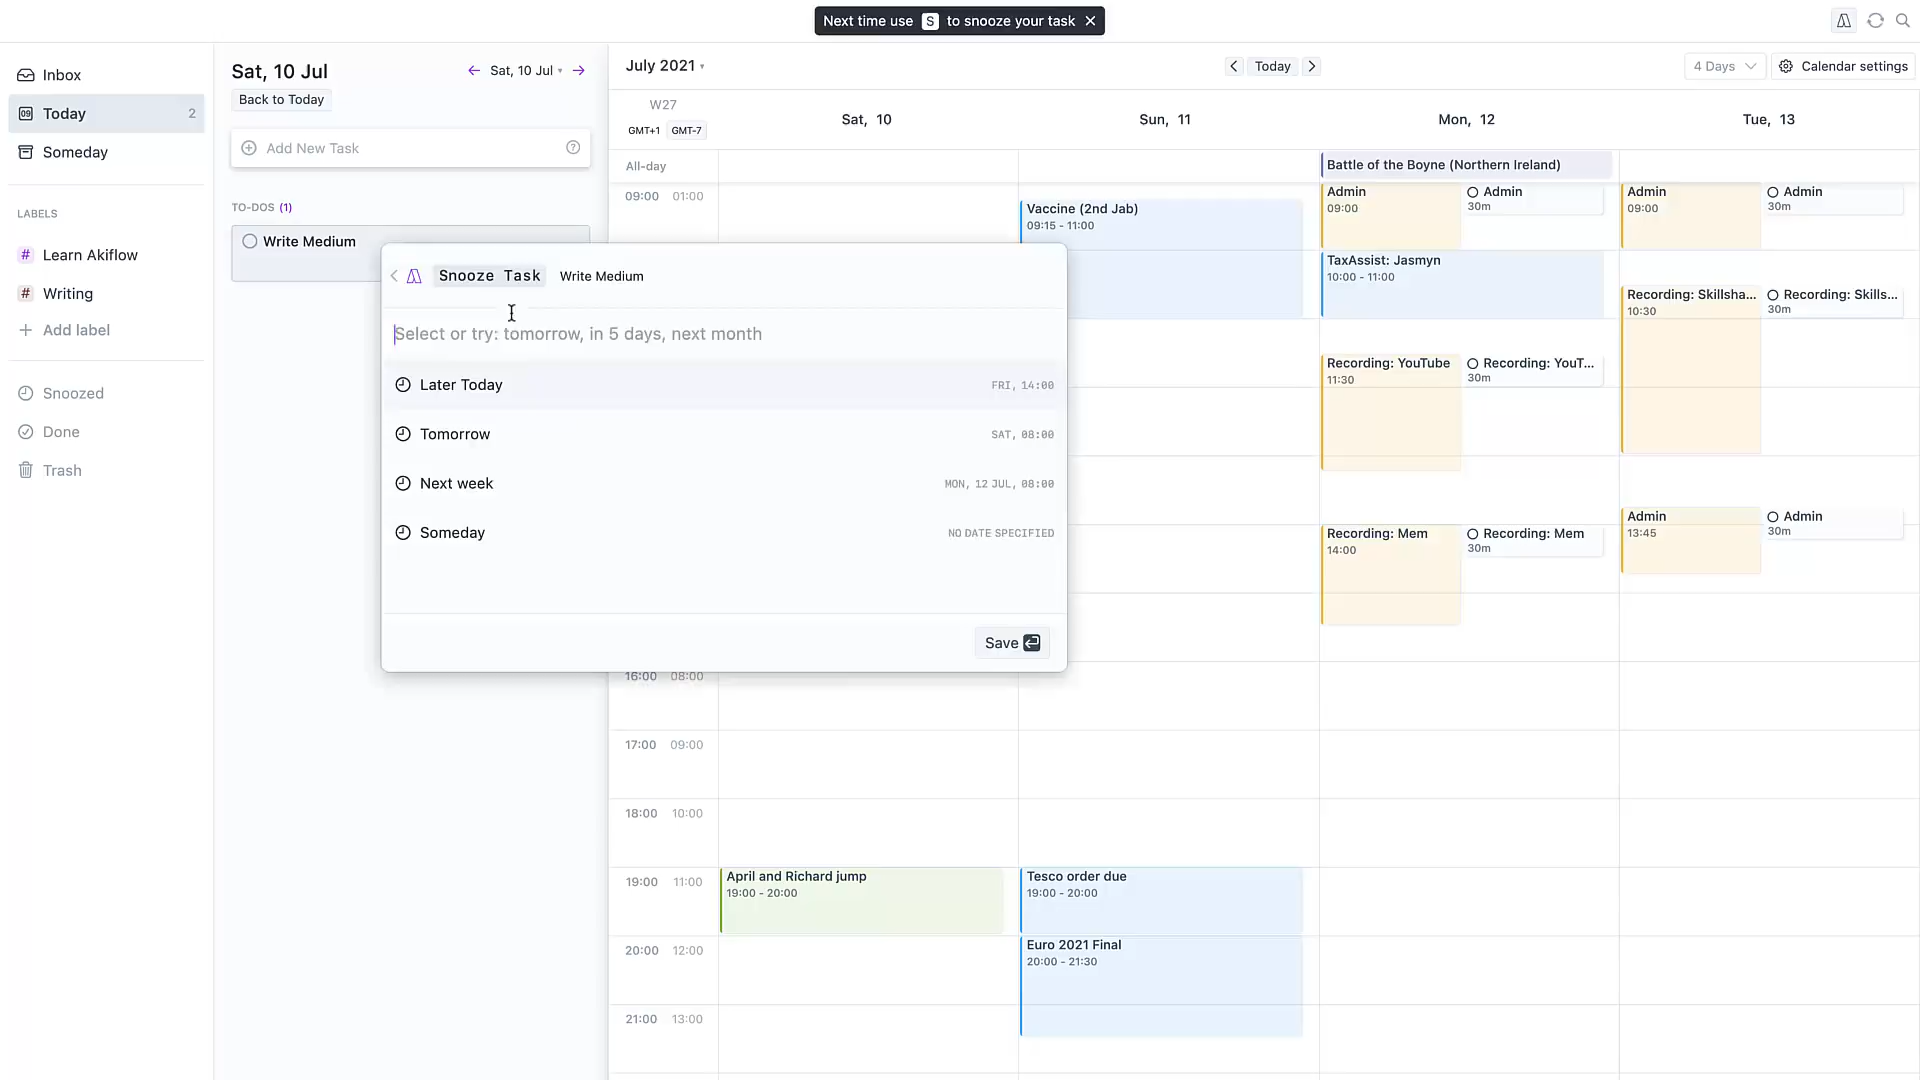 Next time use S to snooze your task
Inbox
Today 2
Someday
LABELS
# Learn Akiflow
# Writing
Add label
Snoozed
Done
Trash
Sat, 10 Jul
Sat, 10 Jul
Back to Today
Add New Task
TO-DOS (1)
Write Medium
July 2021
Today
4 Days
Calendar settings
W27
GMT+1 GMT-7
Sat, 10
Sun, 11
Mon, 12
Tue, 13
All-day
Battle of the Boyne (Northern Ireland)
09:00 01:00
Vaccine (2nd Jab)
09:15 - 11:00
Admin
09:00
Admin
30m
Admin
09:00
Admin
30m
TaxAssist: Jasmyn
10:00 - 11:00
Recording: Skillsha...
10:30
Recording: Skills...
30m
Recording: YouTube
11:30
Recording: YouT...
30m
Recording: Mem
14:00
Recording: Mem
30m
Admin
13:45
Admin
30m
Snooze Task Write Medium
Select or try: tomorrow, in 5 days, next month
Later Today FRI, 14:00
Tomorrow SAT, 08:00
Next week MON, 12 JUL, 08:00
Someday NO DATE SPECIFIED
Save
16:00 08:00
17:00 09:00
18:00 10:00
19:00 11:00
April and Richard jump
19:00 - 20:00
Tesco order due
19:00 - 20:00
20:00 12:00
Euro 2021 Final
20:00 - 21:30
21:00 13:00